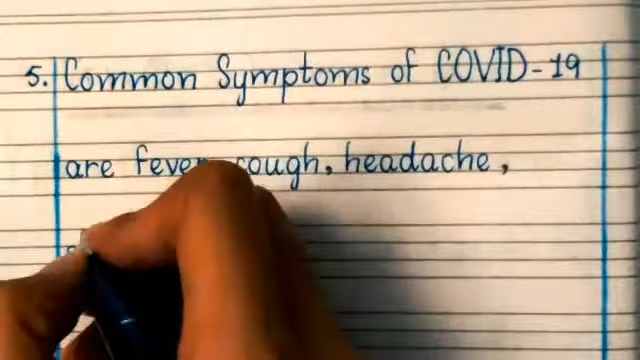 5. Common Symptoms of COVID-19
are fever, cough, headache,